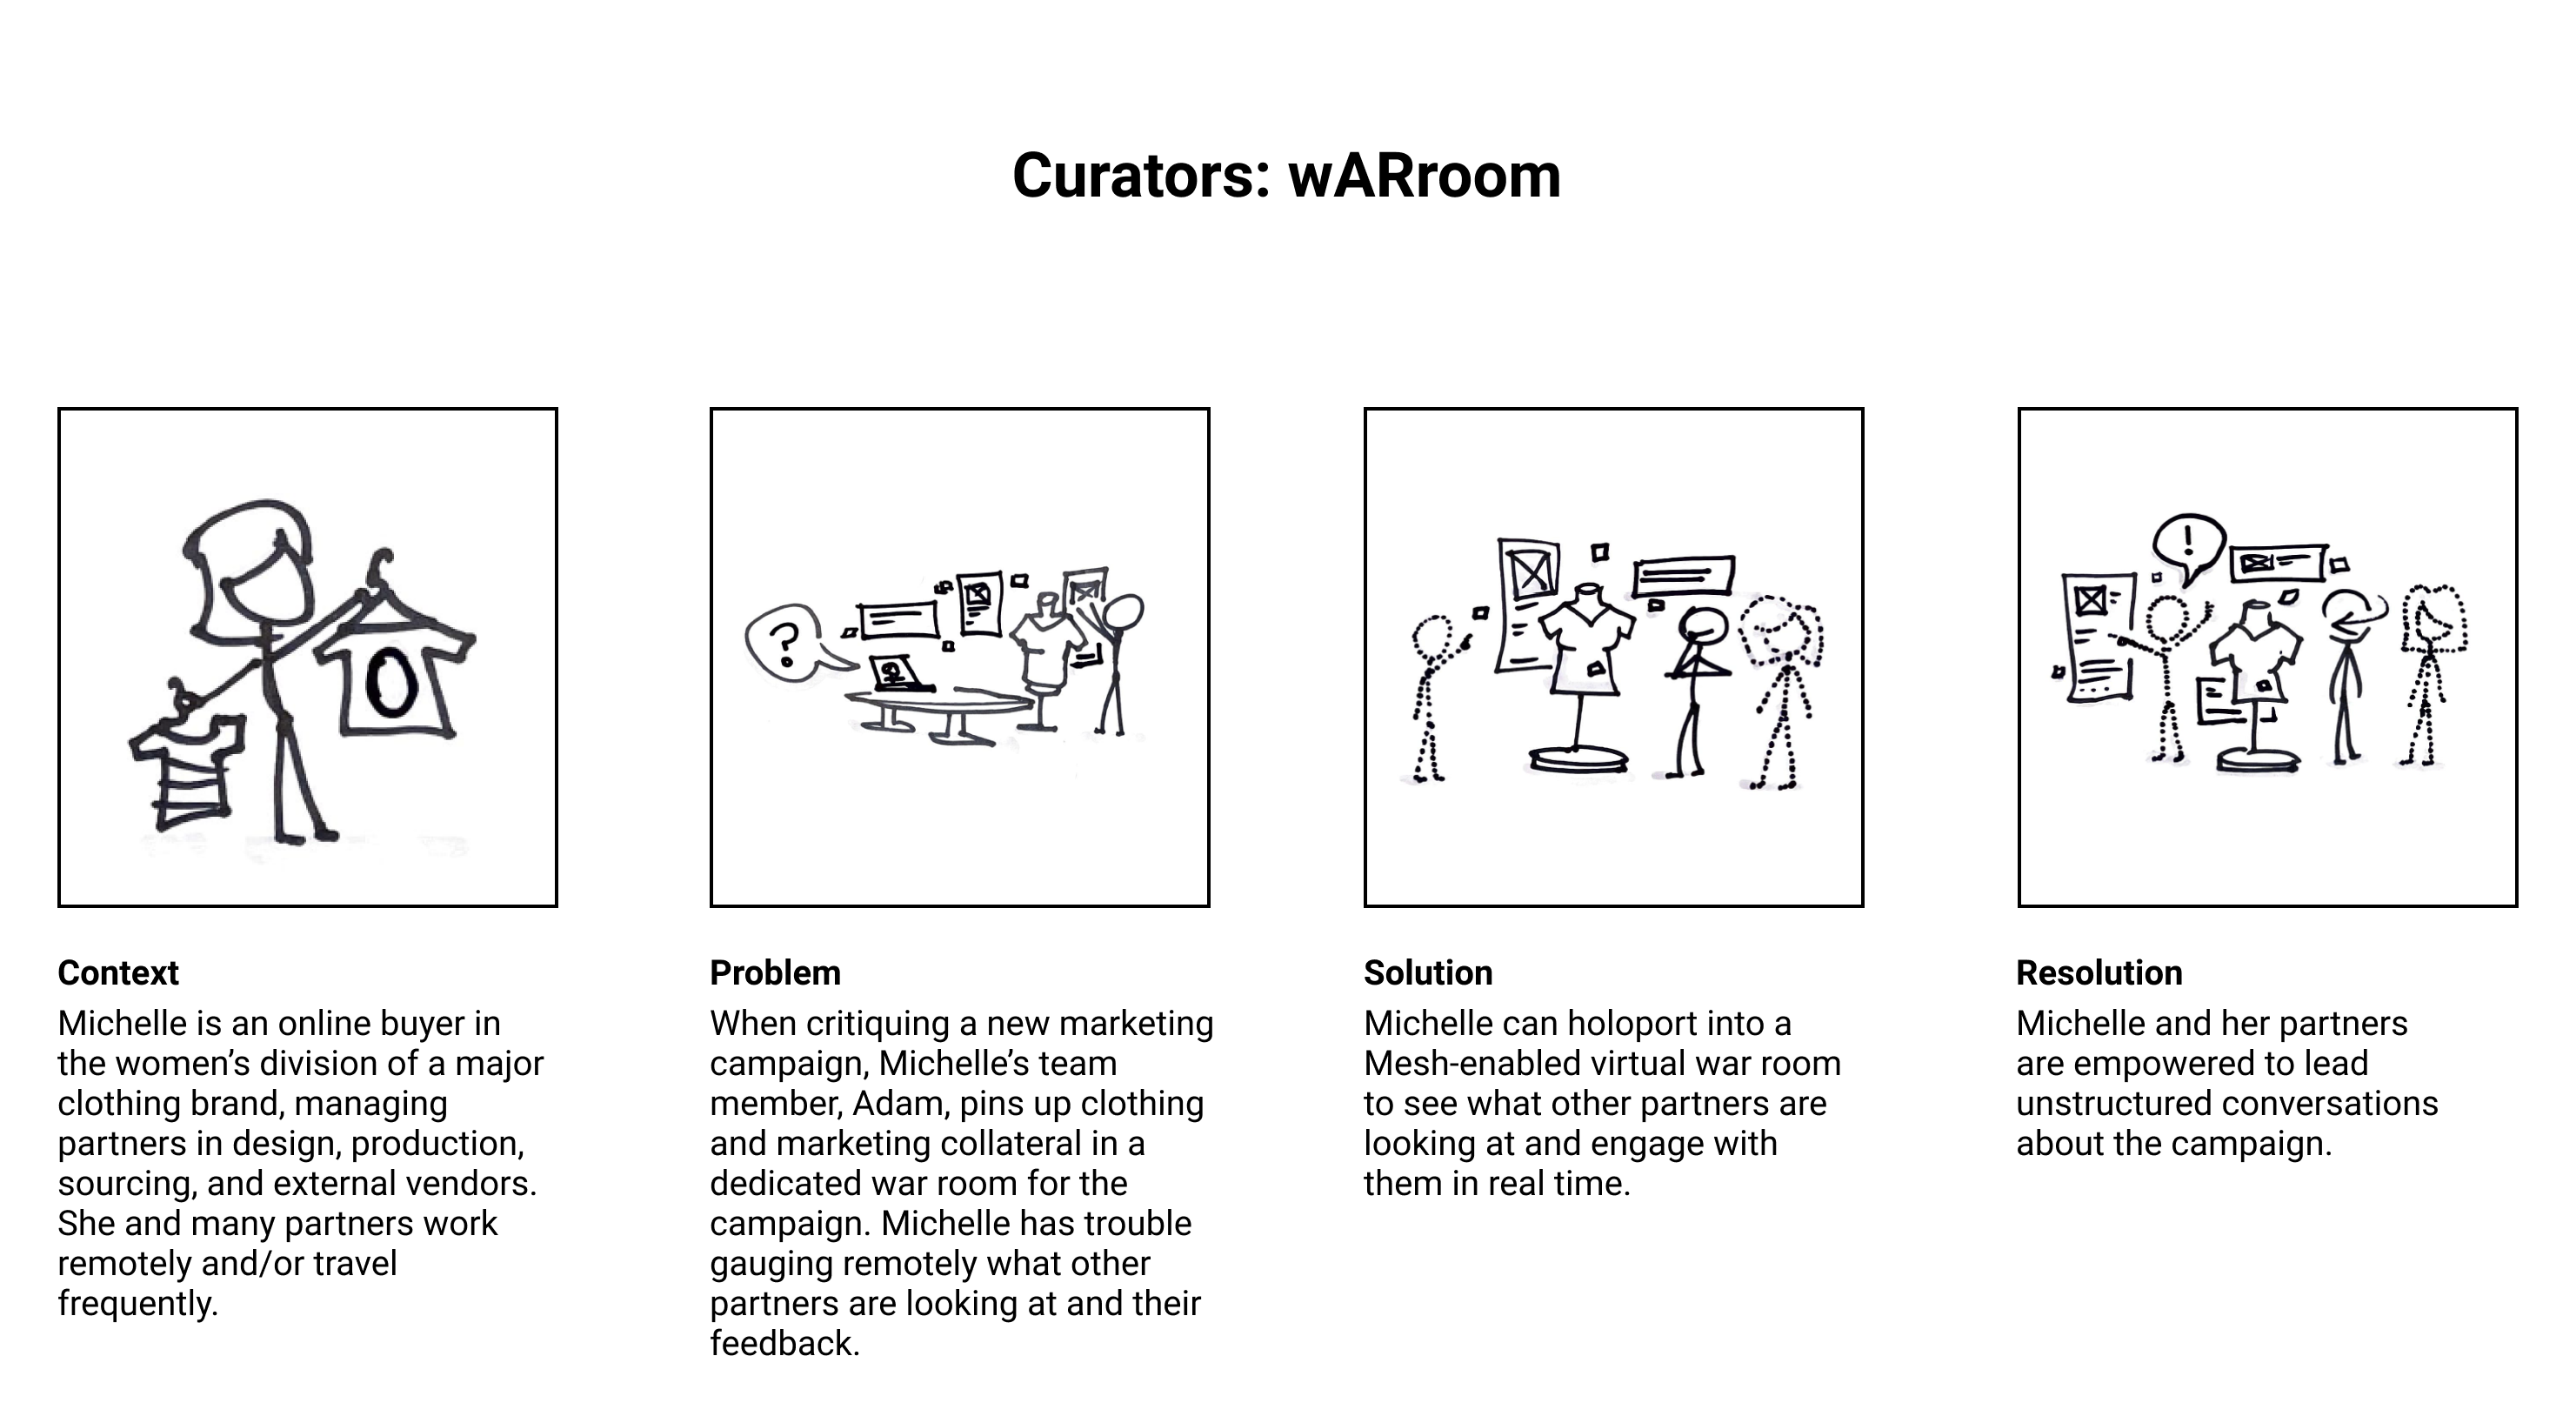 Curators: wARroom
?
!
Context
Michelle is an online buyer in
the women’s division of a major
clothing brand, managing
partners in design, production,
sourcing, and external vendors.
She and many partners work
remotely and/or travel
frequently.
Problem
When critiquing a new marketing
campaign, Michelle’s team
member, Adam, pins up clothing
and marketing collateral in a
dedicated war room for the
campaign. Michelle has trouble
gauging remotely what other
partners are looking at and their
feedback.
Solution
Michelle can holoport into a
Mesh-enabled virtual war room
to see what other partners are
looking at and engage with
them in real time.
Resolution
Michelle and her partners
are empowered to lead
unstructured conversations
about the campaign.